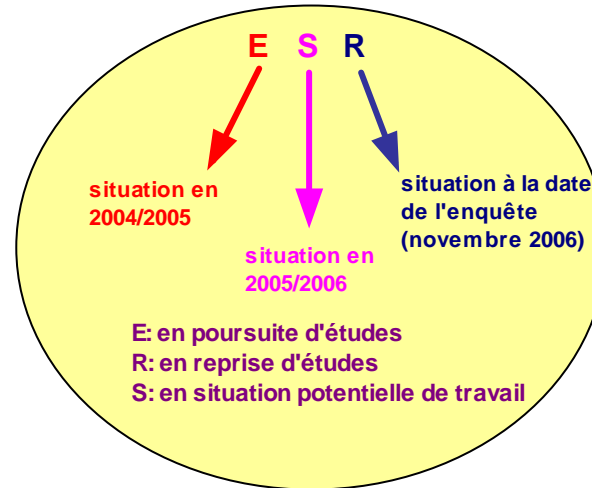 E S R
situation en
2004/2005
situation en
2005/2006
situation à la date
de l'enquête
(novembre 2006)
E: en poursuite d'études
R: en reprise d'études
S: en situation potentielle de travail